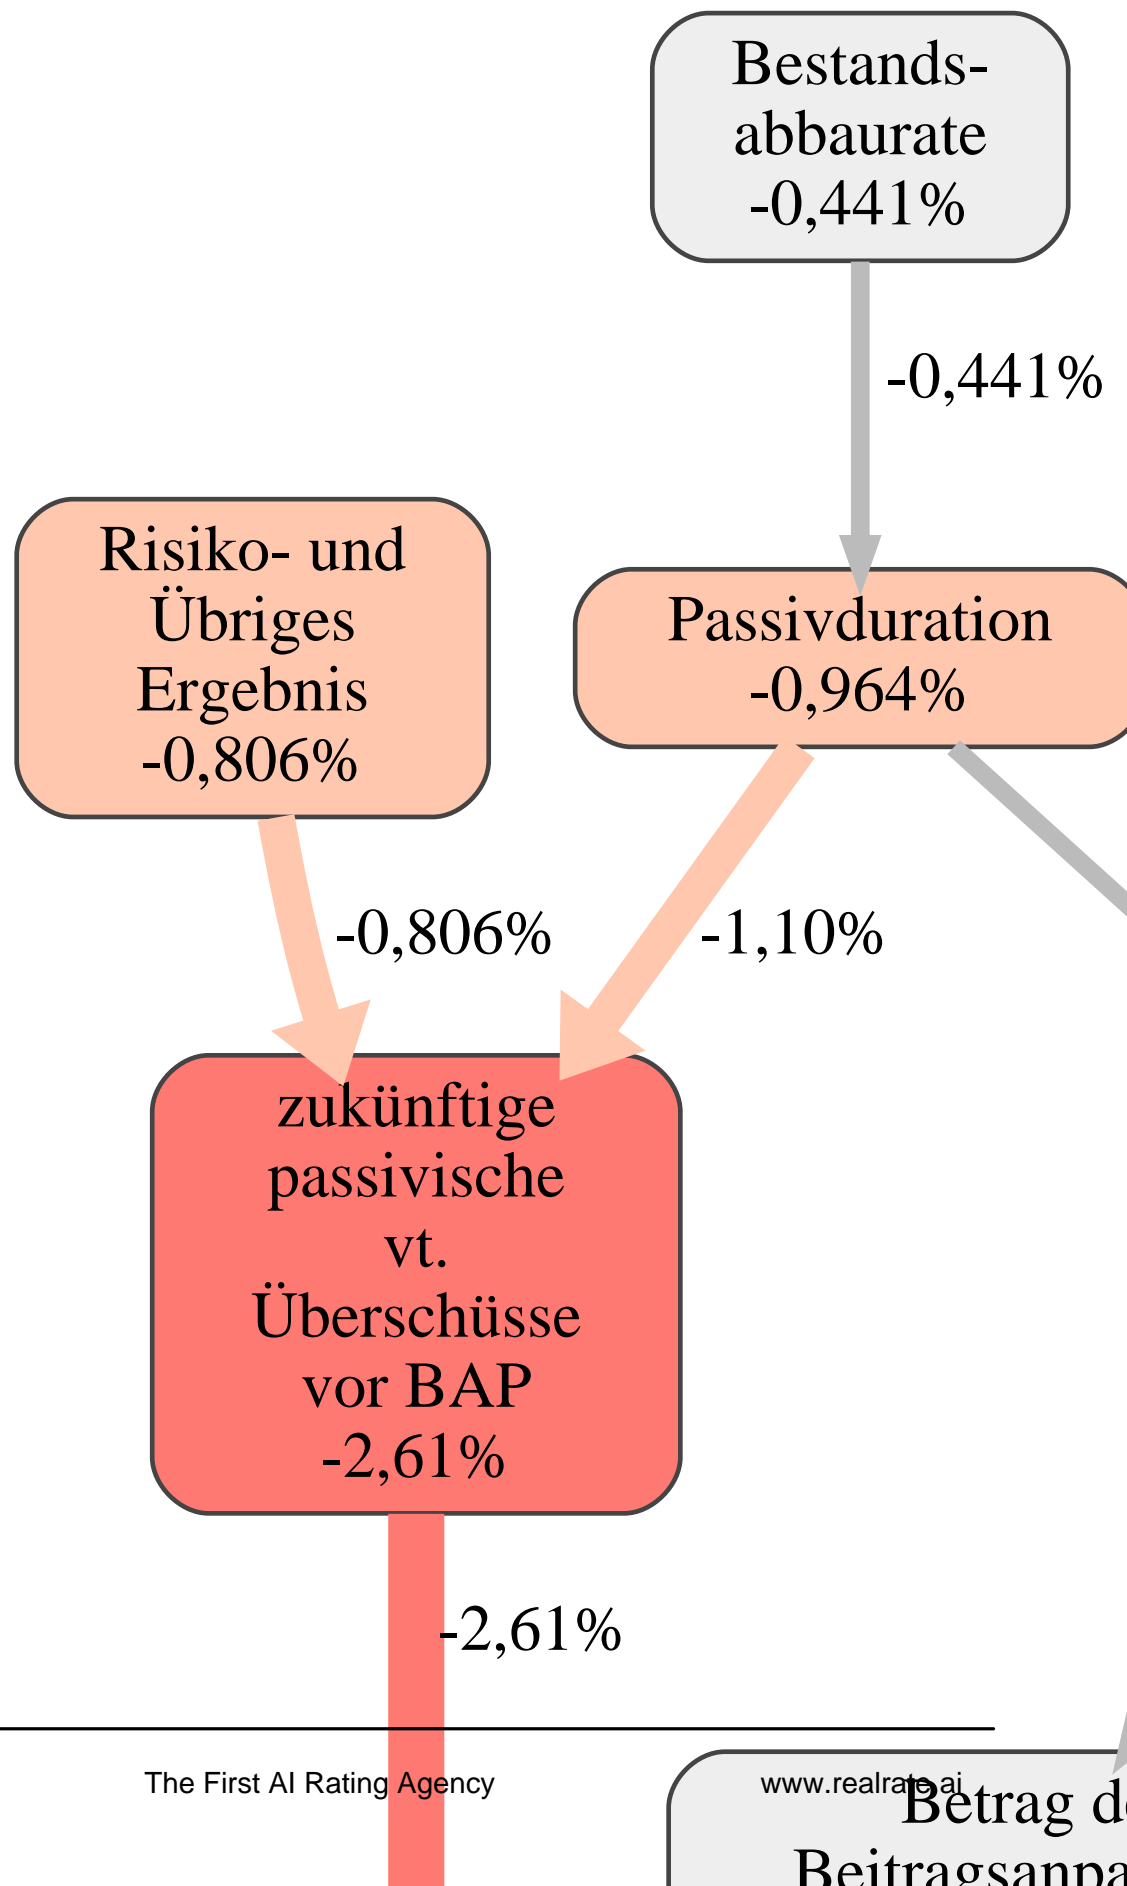 Bestands-
abbaurate
-0,441%
-0,441%
Risiko- und
Übriges
Ergebnis
-0,806%
Passivduration
-0,964%
-0,806%
-1,10%
zukünftige
passivische
vt.
Überschüsse
vor BAP
-2,61%
-2,61%
The First AI Rating Agency
www.realrate.ai
Betrag